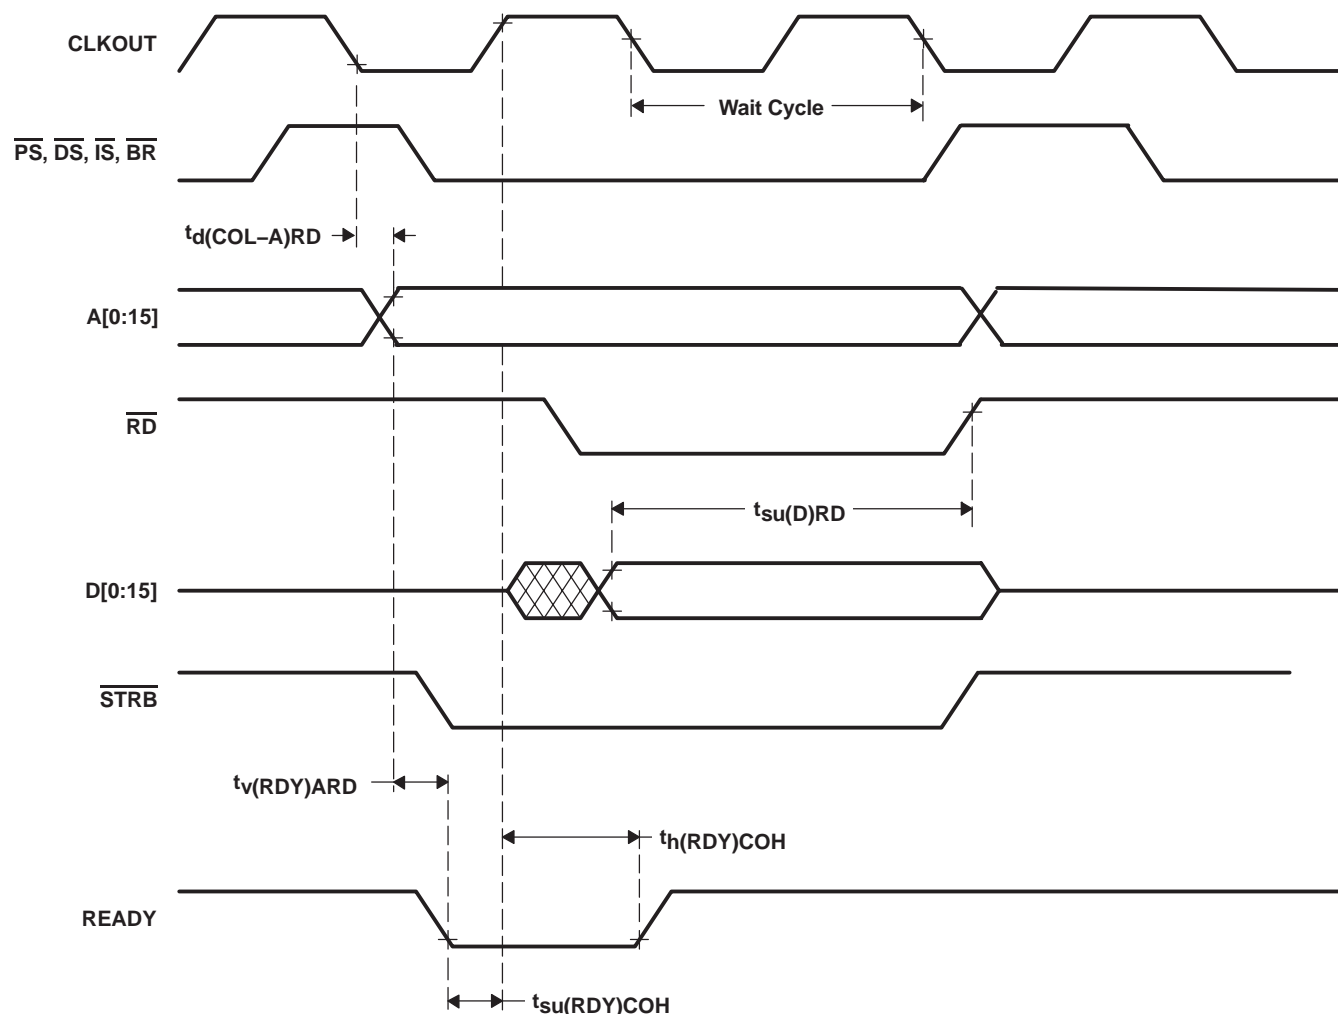 CLKOUT
Wait Cycle
PS, DS, IS, BR
td(COL–A)RD
A[0:15]
RD
tsu(D)RD
D[0:15]
STRB
tv(RDY)ARD
th(RDY)COH
READY
tsu(RDY)COH